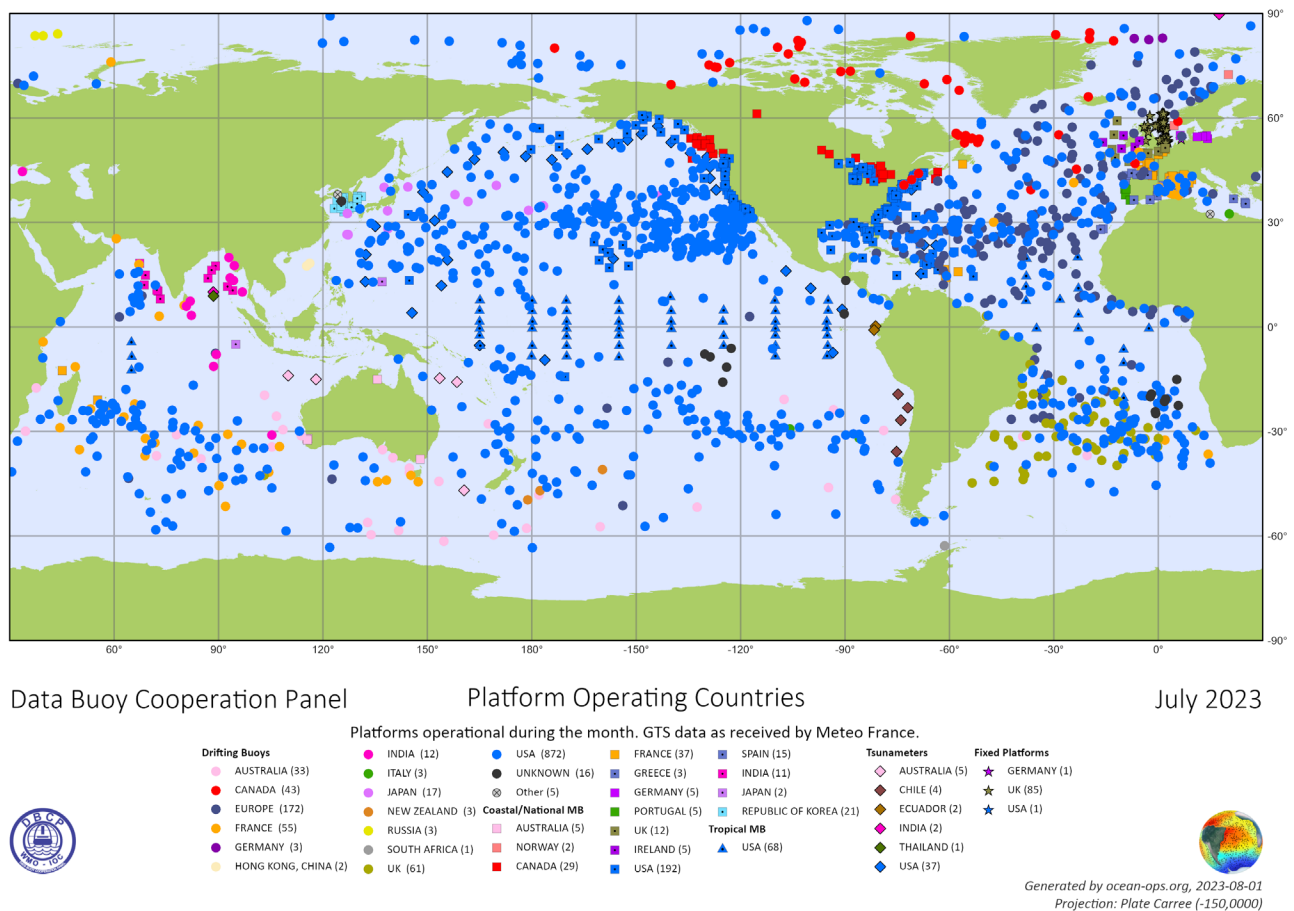 90°
60°
30°
0°
-30°
-60°
-90°
60°
90°
120°
150°
180°
-150°
-120°
-90°
-60°
-30°
0°
Data Buoy Cooperation Panel
Platform Operating Countries
July 2023
Platforms operational during the month. GTS data as received by Meteo France.
Drifting Buoys
AUSTRALIA (33)
CANADA (43)
EUROPE (172)
FRANCE (55)
GERMANY (3)
HONG KONG, CHINA (2)
INDIA (12)
ITALY (3)
JAPAN (17)
NEW ZEALAND (3)
RUSSIA (3)
SOUTH AFRICA (1)
UK (61)
USA (872)
UNKNOWN (16)
Other (5)
Coastal/National MB
AUSTRALIA (5)
NORWAY (2)
CANADA (29)
FRANCE (37)
GREECE (3)
GERMANY (5)
PORTUGAL (5)
UK (12)
IRELAND (5)
USA (192)
SPAIN (15)
INDIA (11)
JAPAN (2)
REPUBLIC OF KOREA (21)
Tropical MB
USA (68)
Tsunameters
AUSTRALIA (5)
CHILE (4)
ECUADOR (2)
INDIA (2)
THAILAND (1)
USA (37)
Fixed Platforms
GERMANY (1)
UK (85)
USA (1)
DBCP
WMO - IOC
Generated by ocean-ops.org, 2023-08-01
Projection: Plate Carree (-150,0000)